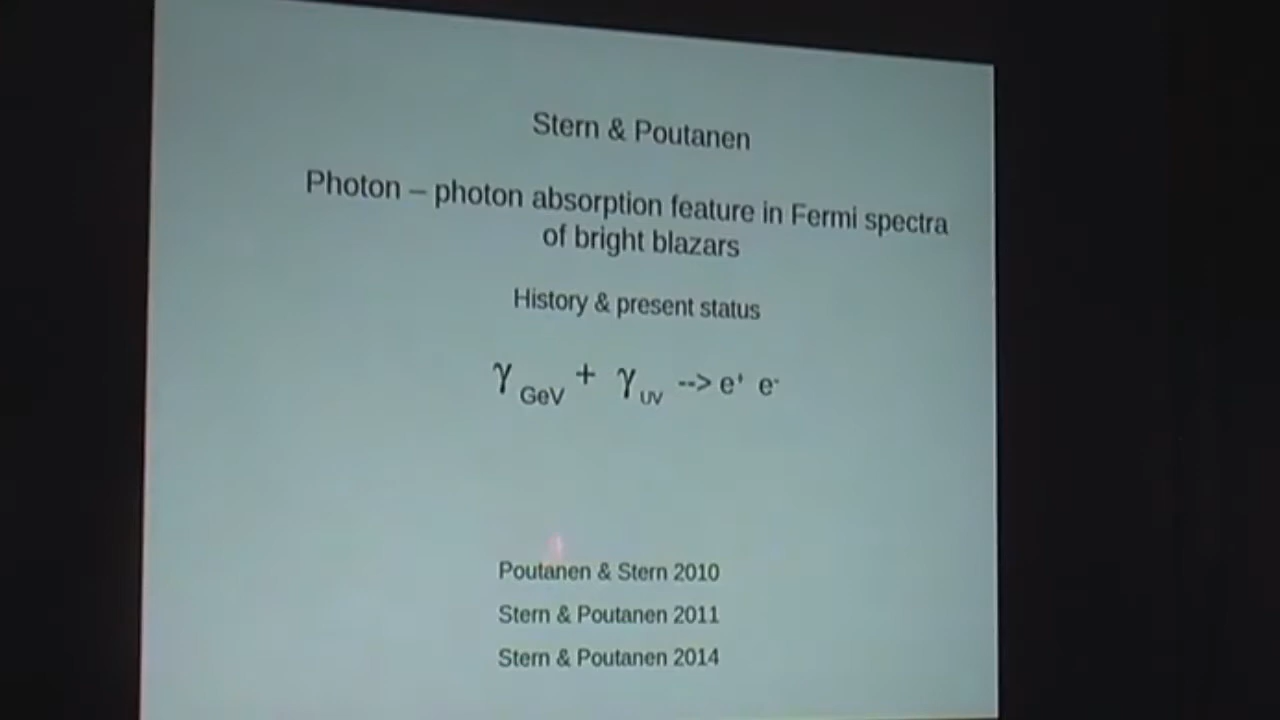 Stern & Poutanen
Photon – photon absorption feature in Fermi spectra
of bright blazars
History & present status
γ GeV + γ UV --> e+ e-
Poutanen & Stern 2010
Stern & Poutanen 2011
Stern & Poutanen 2014